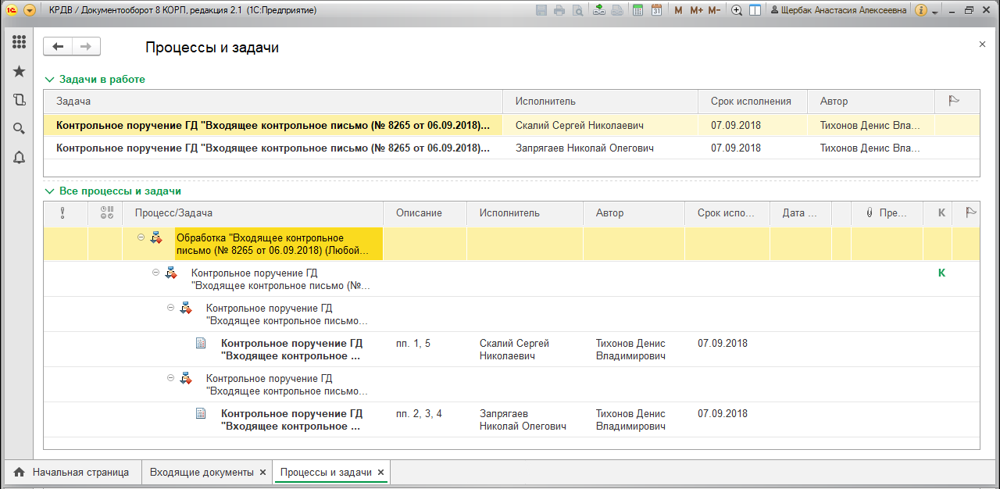 КРДВ / Документооборот 8 КОРП, редакция 2.1 (1С:Предприятие)
M M+ M- Щербак Анастасия Алексеевна
Процессы и задачи
Задачи в работе
Задача Исполнитель Срок исполнения Автор
Контрольное поручение ГД "Входящее контрольное письмо (№ 8265 от 06.09.2018)... Скалий Сергей Николаевич 07.09.2018 Тихонов Денис Вла...
Контрольное поручение ГД "Входящее контрольное письмо (№ 8265 от 06.09.2018)... Запрягаев Николай Олегович 07.09.2018 Тихонов Денис Вла...
Все процессы и задачи
Процесс/Задача Описание Исполнитель Автор Срок испо... Дата ... Пре... К
Обработка "Входящее контрольное
письмо (№ 8265 от 06.09.2018) (Любой...
Контрольное поручение ГД К
"Входящее контрольное письмо (№...
Контрольное поручение ГД
"Входящее контрольное письмо...
Контрольное поручение ГД пп. 1, 5 Скалий Сергей Тихонов Денис 07.09.2018
"Входящее контрольное ... Николаевич Владимирович
Контрольное поручение ГД
"Входящее контрольное письмо...
Контрольное поручение ГД пп. 2, 3, 4 Запрягаев Тихонов Денис 07.09.2018
"Входящее контрольное ... Николай Олегович Владимирович
Начальная страница Входящие документы Процессы и задачи